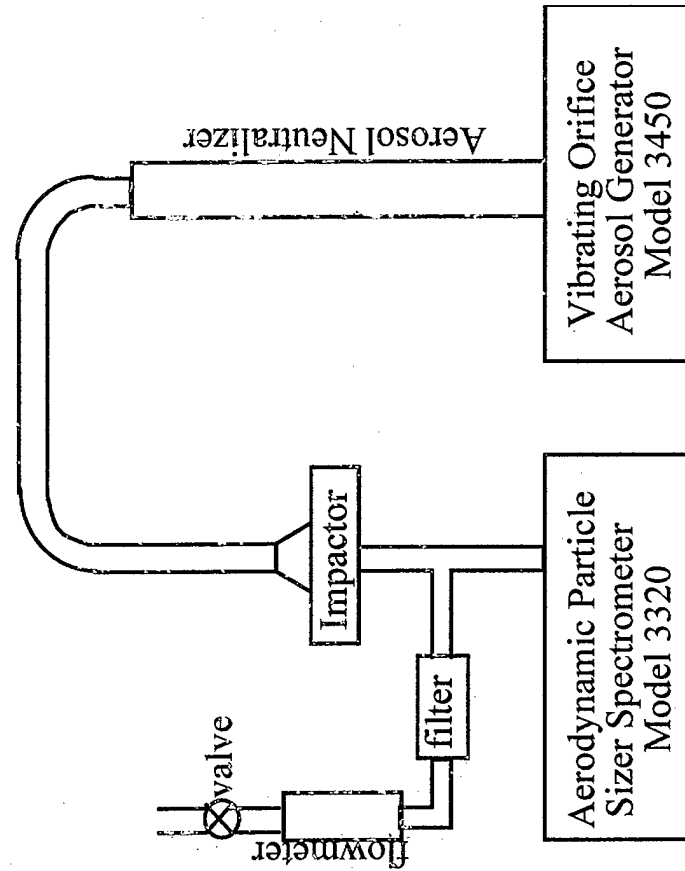 Aerosol Neutralizer
Vibrating Orifice
Aerosol Generator
Model 3450
Impactor
Aerodynamic Particle
Sizer Spectrometer
Model 3320
filter
valve
flowmeter